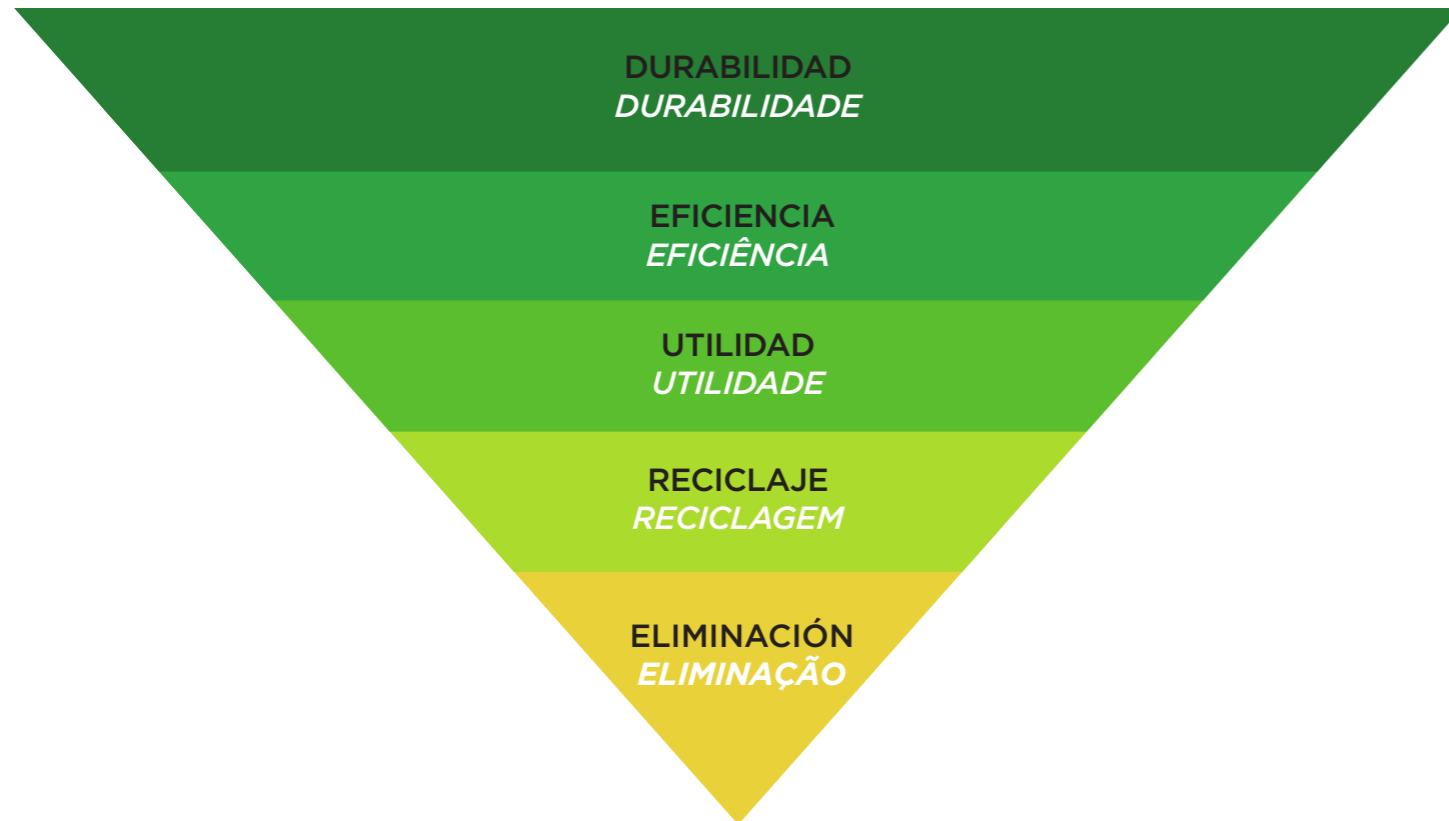 DURABILIDAD
DURABILIDADE
EFICIENCIA
EFICIÊNCIA
UTILIDAD
UTILIDADE
RECICLAJE
RECICLAGEM
ELIMINACIÓN
ELIMINAÇÃO